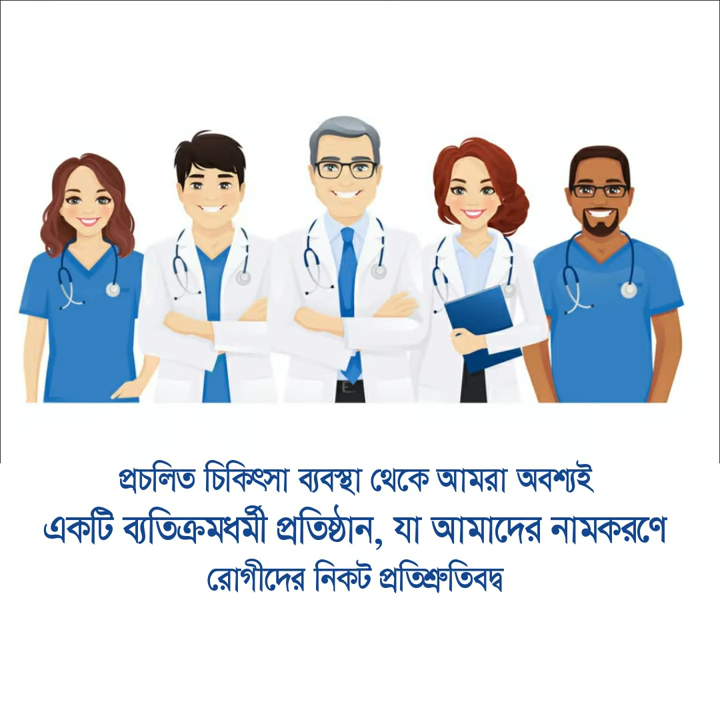 প্রচলিত চিকিৎসা ব্যবস্থা থেকে আমরা অবশ্যই
একটি ব্যতিক্রমধর্মী প্রতিষ্ঠান, যা আমাদের নামকরণে
রোগীদের নিকট প্রতিশ্রুতিবদ্ব